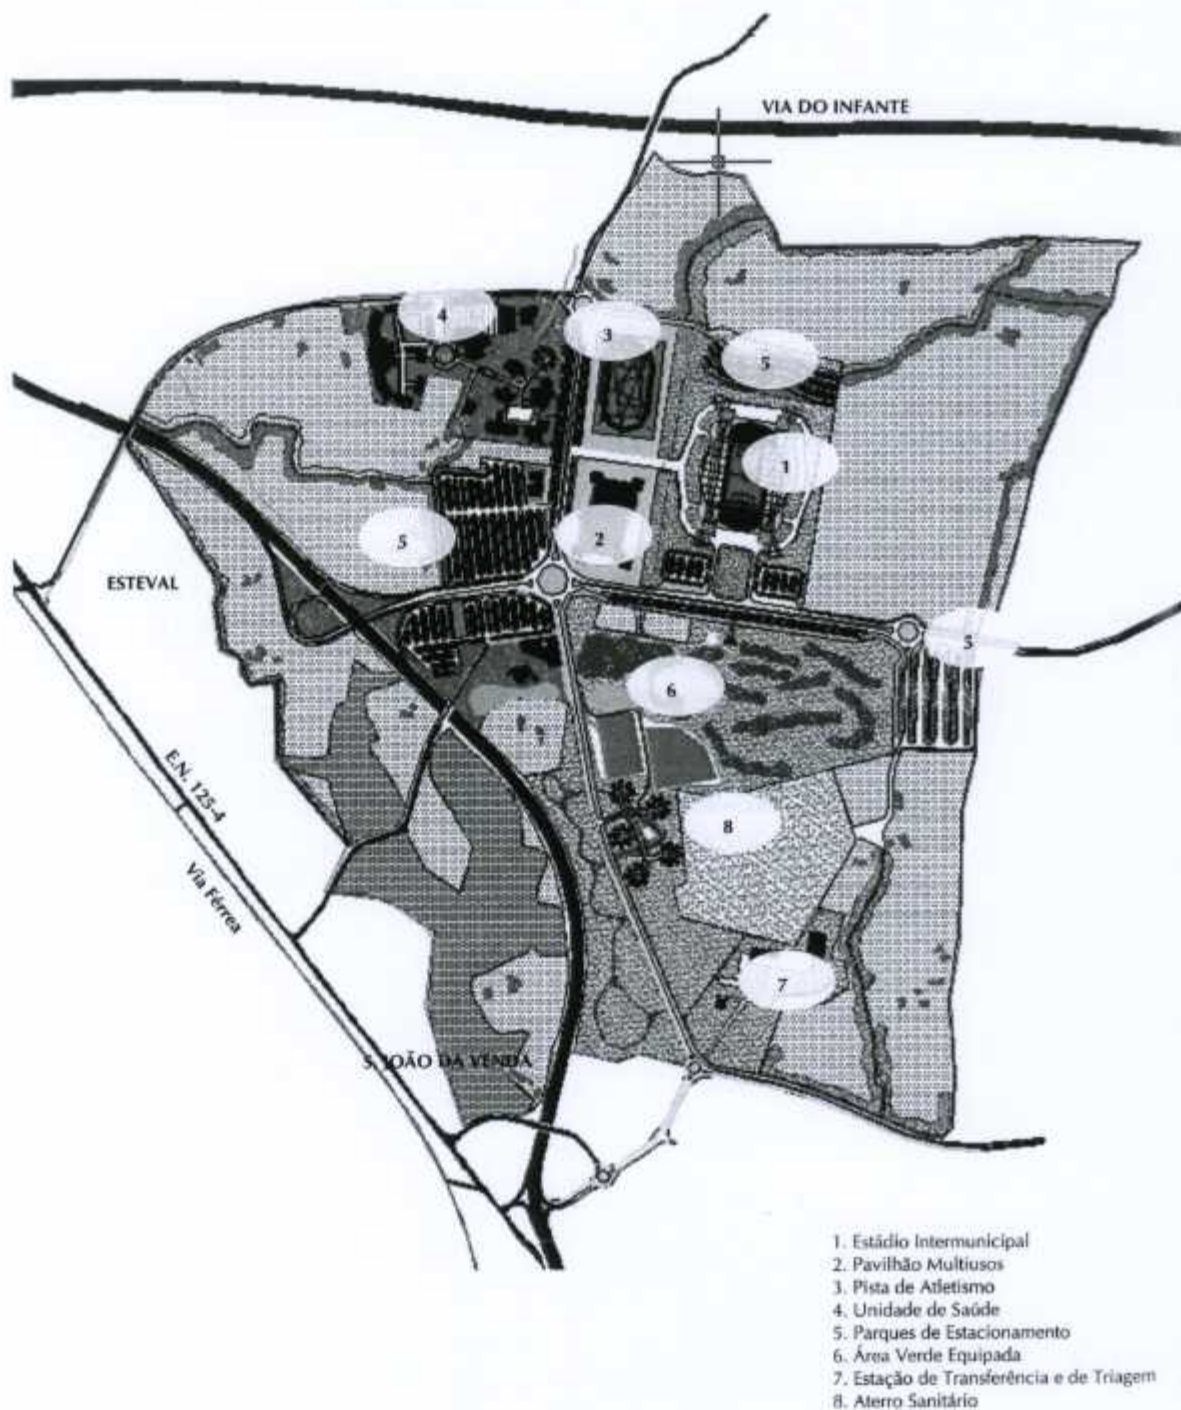 VIA DO INFANTE
4
3
5
1
5
2
ESTEVAL
5
6
E.N. 125-4
8
Via Férrea
7
S. JOÃO DA VENDA
1. Estádio Intermunicipal
2. Pavilhão Multiusos
3. Pista de Atletismo
4. Unidade de Saúde
5. Parques de Estacionamento
6. Área Verde Equipada
7. Estação de Transferência e de Triagem
8. Aterro Sanitário